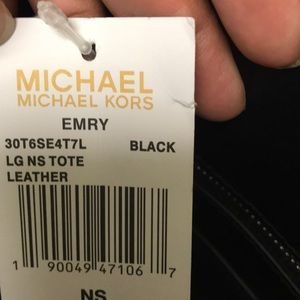 MICHAEL
MICHAEL KORS
EMRY
30T6SE4T7L BLACK
LG NS TOTE
LEATHER
1 90049 47106 7
NS